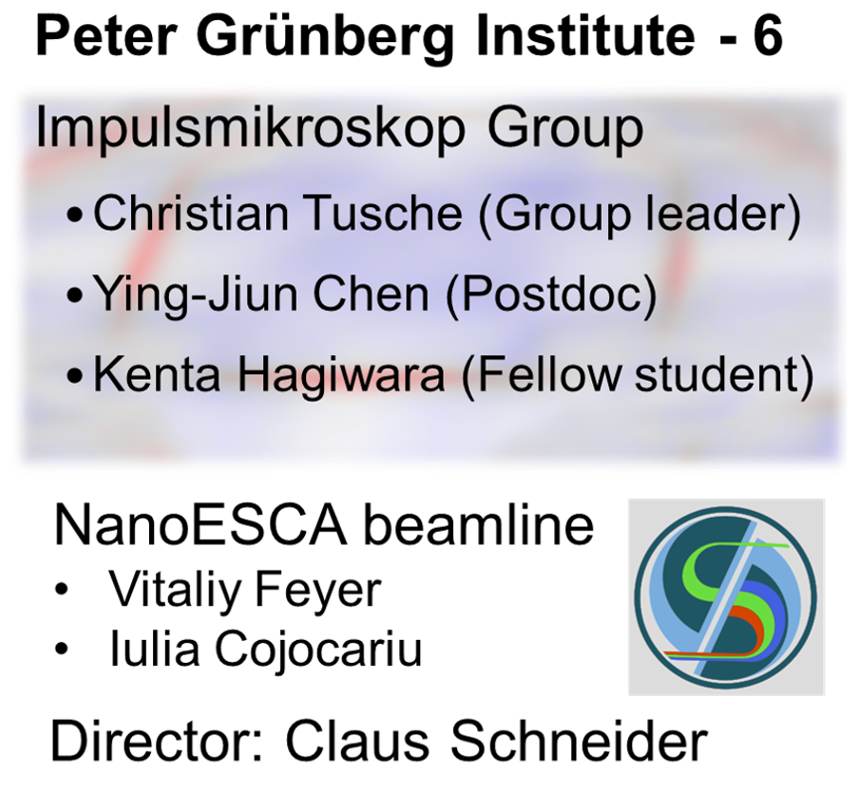 Peter Grünberg Institute - 6
Impulsmikroskop Group
• Christian Tusche (Group leader)
• Ying-Jiun Chen (Postdoc)
• Kenta Hagiwara (Fellow student)
NanoESCA beamline
• Vitaliy Feyer
• Iulia Cojocariu
Director: Claus Schneider